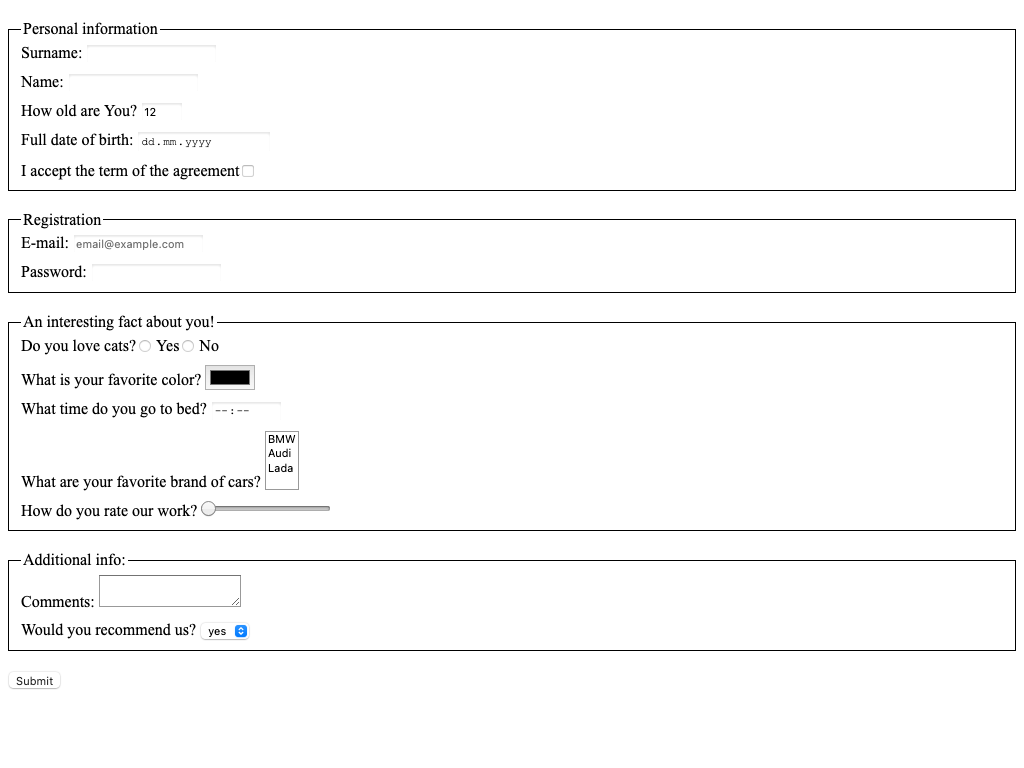 Personal information
Surname:
Name:
How old are You? 12
Full date of birth: dd.mm.yyyy
I accept the term of the agreement
Registration
E-mail: email@example.com
Password:
An interesting fact about you!
Do you love cats? Yes No
What is your favorite color?
What time do you go to bed? --:--
BMW
Audi
Lada
What are your favorite brand of cars?
How do you rate our work?
Additional info:
Comments:
Would you recommend us? yes
Submit